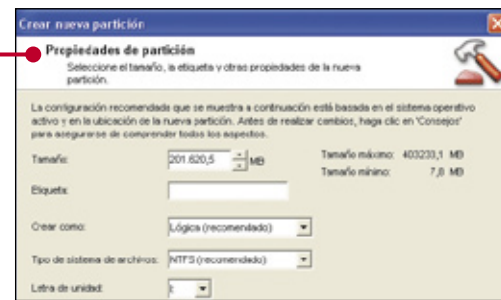 Crear nueva partición
Propiedades de partición
Seleccione el tamaño, la etiqueta y otras propiedades de la nueva
partición.
La configuración recomendada que se muestra a continuación está basada en el sistema operativo
activo y en la ubicación de la nueva partición. Antes de realizar cambios, haga clic en 'Consejos'
para asegurarse de comprender todos los aspectos.
Tamaño: 201.620,5 MB Tamaño máximo: 403233,1 MB
Tamaño mínimo: 7,8 MB
Etiqueta:
Crear como: Lógica (recomendado)
Tipo de sistema de archivos: NTFS (recomendado)
Letra de unidad: